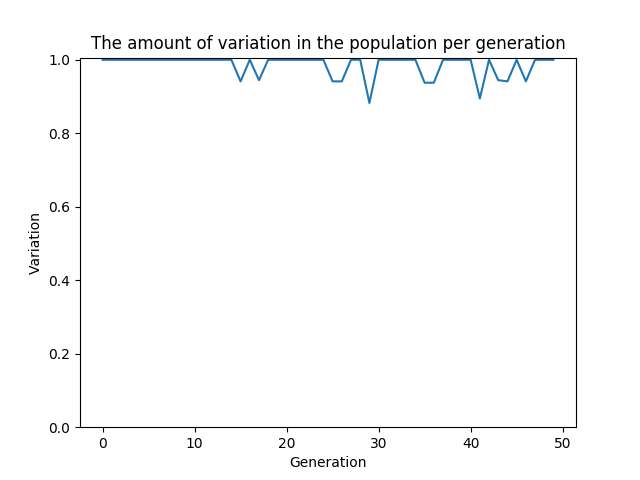 The amount of variation in the population per generation
1.0
0.8
0.6
0.4
0.2
0.0
Variation
0 10 20 30 40 50
Generation